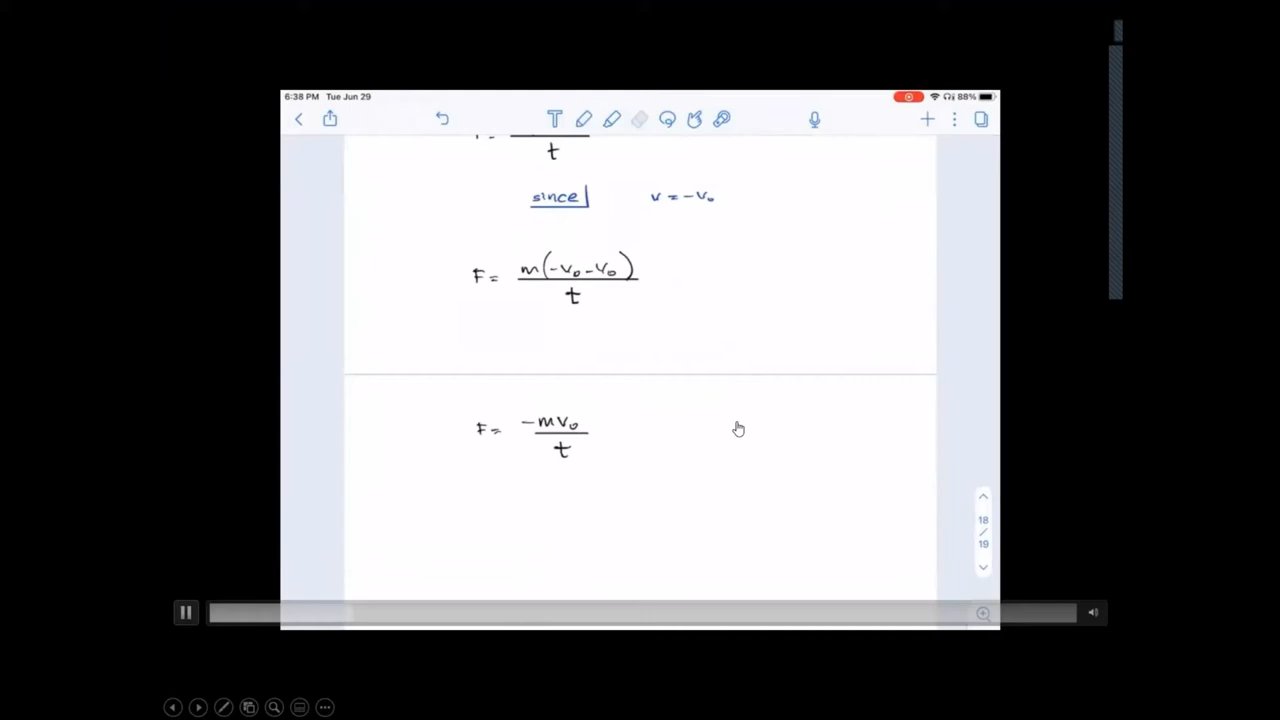 6:38 PM Tue Jun 29
88%
t
since v = -v₀
F = m(-v₀-v₀)
t
F = -mv₀
t
18
/
19